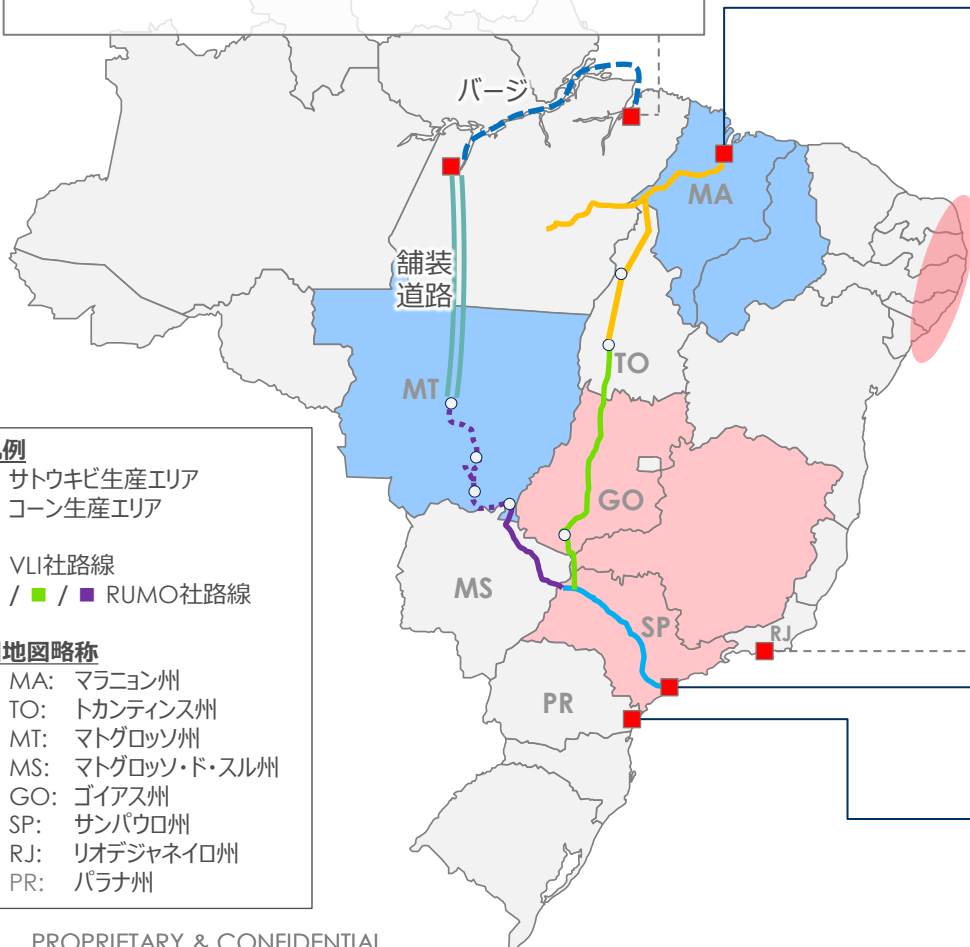 バージ
MA
舗装
道路
TO
MT
GO
MS
SP
RJ
PR
例
サトウキビ生産エリア
コーン生産エリア
VLI社路線
/ ■ / ■ RUMO社路線
地図略称
MA: マラニョン州
TO: トカンティンス州
MT: マトグロッソ州
MS: マトグロッソ・ド・スル州
GO: ゴイアス州
SP: サンパウロ州
RJ: リオデジャネイロ州
PR: パラナ州
PROPRIETARY & CONFIDENTIAL